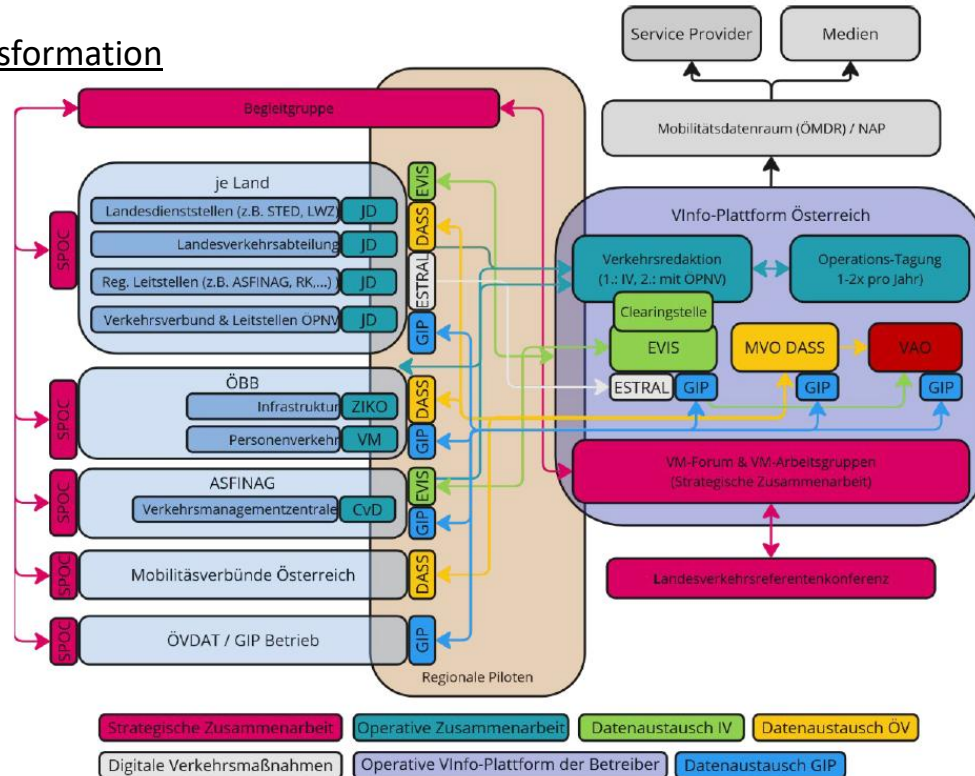 sformation
Service Provider
Medien
Begleitgruppe
Mobilitätsdatenraum (ÖMDR) / NAP
je Land
SPOC
Landesdienststellen (z.B. STED, LWZ)
JD
Landesverkehrsabteilung
JD
Reg. Leitstellen (z.B. ASFINAG, RK,...)
JD
Verkehrsverbund & Leitstellen ÖPNV
JD
EVIS
DASS
ESTRAL
GIP
VInfo-Plattform Österreich
Verkehrsredaktion
(1.: IV, 2.: mit ÖPNV)
Operations-Tagung
1-2x pro Jahr)
Clearingstelle
EVIS
MVO DASS
VAO
ESTRAL
GIP
GIP
GIP
ÖBB
SPOC
Infrastruktur
ZIKO
Personenverkehr
VM
DASS
GIP
ASFINAG
SPOC
Verkehrsmanagementzentrale
CvD
EVIS
GIP
VM-Forum & VM-Arbeitsgruppen
(Strategische Zusammenarbeit)
SPOC
Mobilitäsverbünde Österreich
DASS
Landesverkehrsreferentenkonferenz
SPOC
ÖVDAT / GIP Betrieb
GIP
Regionale Piloten
Strategische Zusammenarbeit
Operative Zusammenarbeit
Datenaustausch IV
Datenaustausch ÖV
Digitale Verkehrsmaßnahmen
Operative VInfo-Plattform der Betreiber
Datenaustausch GIP